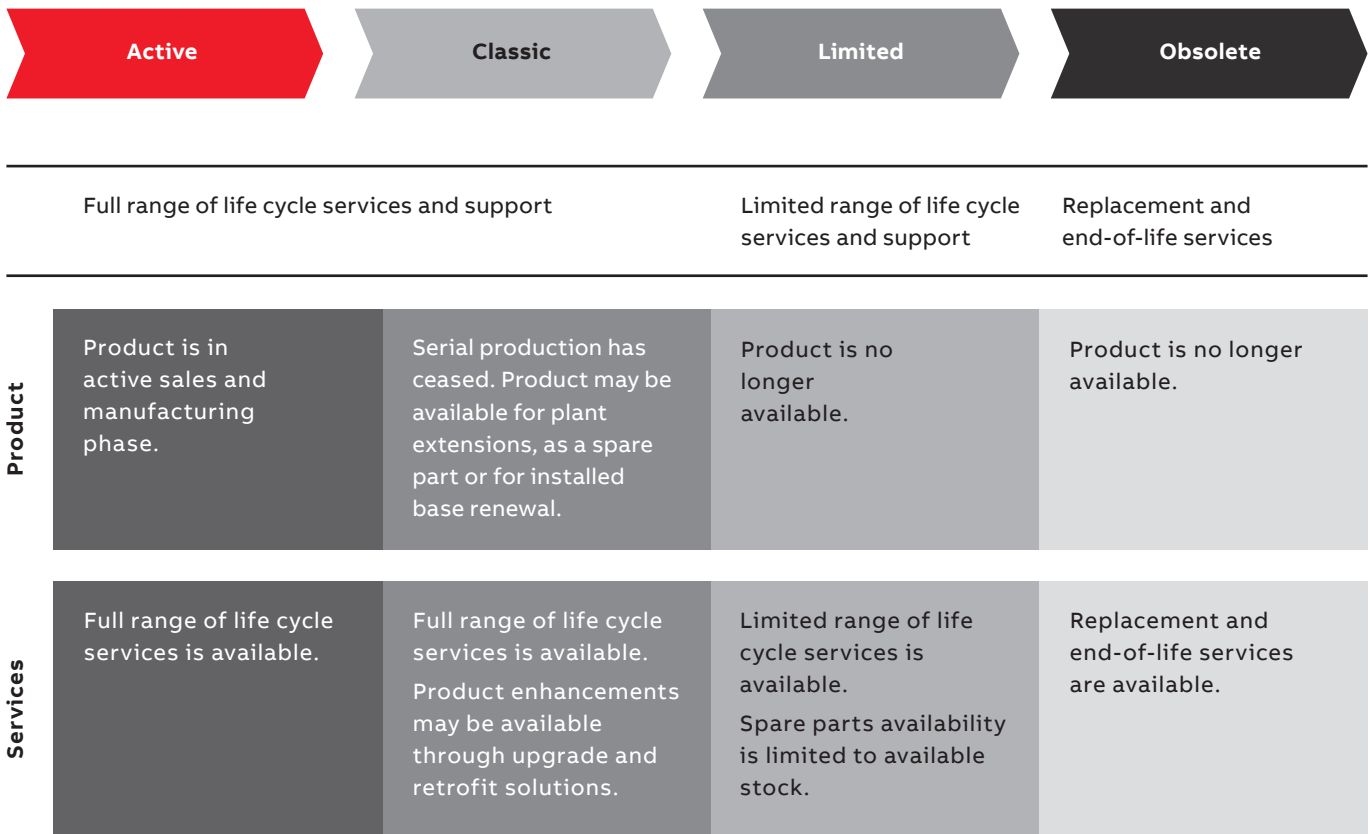 Active
Classic
Limited
Obsolete
Full range of life cycle services and support
Limited range of life cycle
services and support
Replacement and
end-of-life services
Product
Product is in
active sales and
manufacturing
phase.
Serial production has
ceased. Product may be
available for plant
extensions, as a spare
part or for installed
base renewal.
Product is no
longer
available.
Product is no longer
available.
Services
Full range of life cycle
services is available.
Full range of life cycle
services is available.
Product enhancements
may be available
through upgrade and
retrofit solutions.
Limited range of life
cycle services is
available.
Spare parts availability
is limited to available
stock.
Replacement and
end-of-life services
are available.